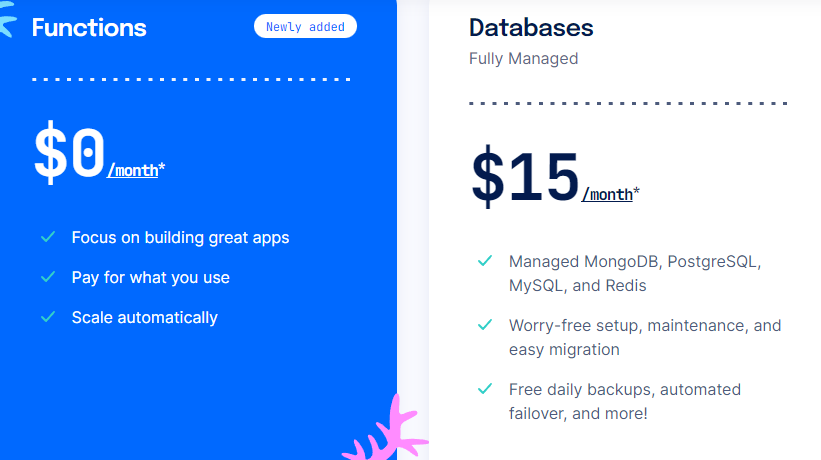 Functions
Newly added
$0/month*
Focus on building great apps
Pay for what you use
Scale automatically
Databases
Fully Managed
$15/month*
Managed MongoDB, PostgreSQL,
MySQL, and Redis
Worry-free setup, maintenance, and
easy migration
Free daily backups, automated
failover, and more!